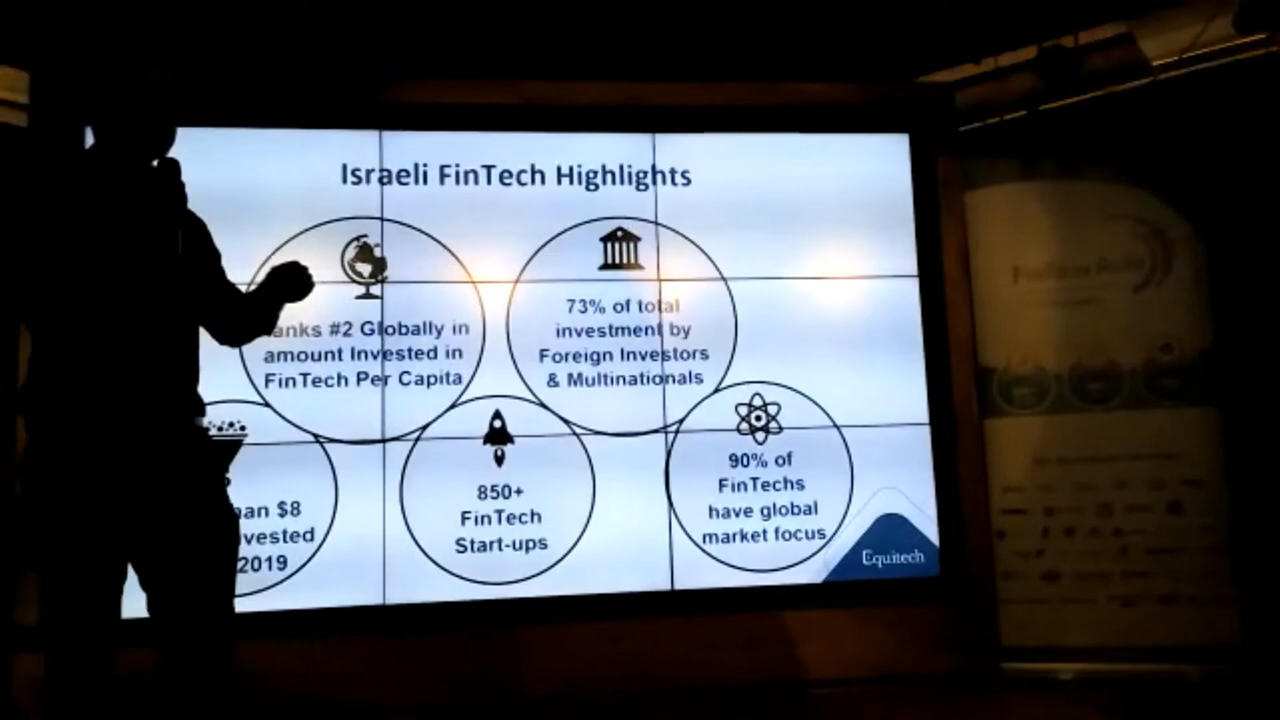 Israeli FinTech Highlights
anks #2 Globally in
amount Invested in
FinTech Per Capita
73% of total
investment by
Foreign Investors
& Multinationals
an $8
vested
2019
850+
FinTech
Start-ups
90% of
FinTechs
have global
market focus
Equitech